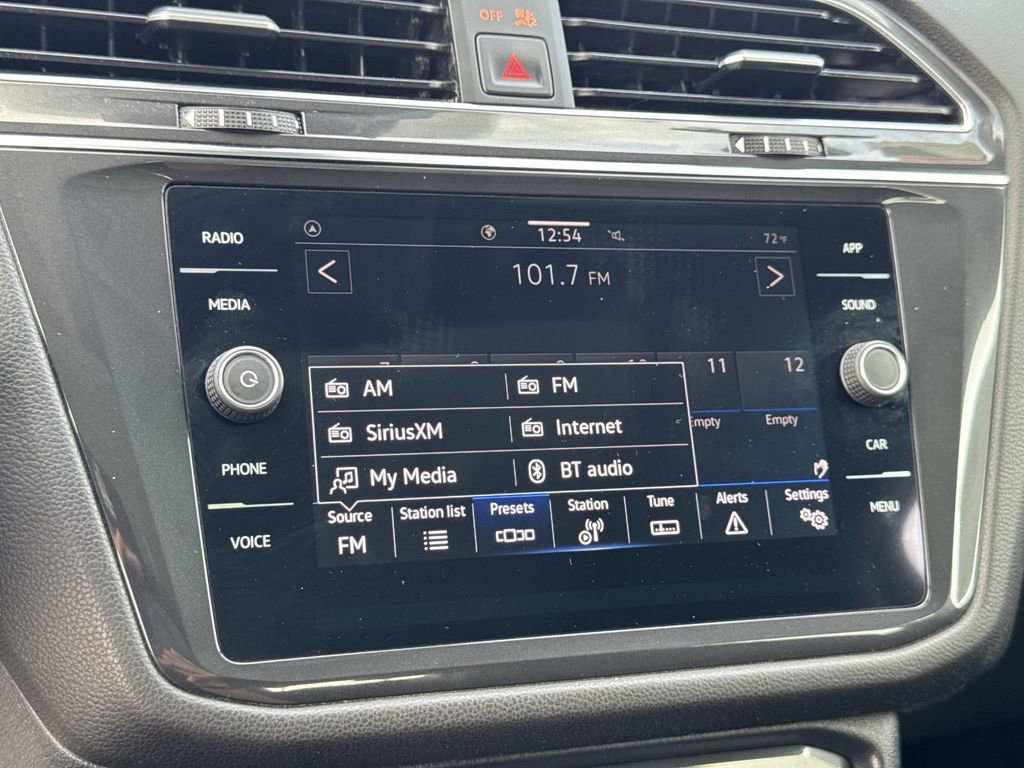 OFF
RADIO
MEDIA
PHONE
VOICE
12:54
72°F
101.7 FM
11
12
Empty
AM
FM
SiriusXM
Internet
My Media
BT audio
Source
FM
Station list
Presets
Station
Tune
Alerts
Settings
APP
SOUND
CAR
MENU